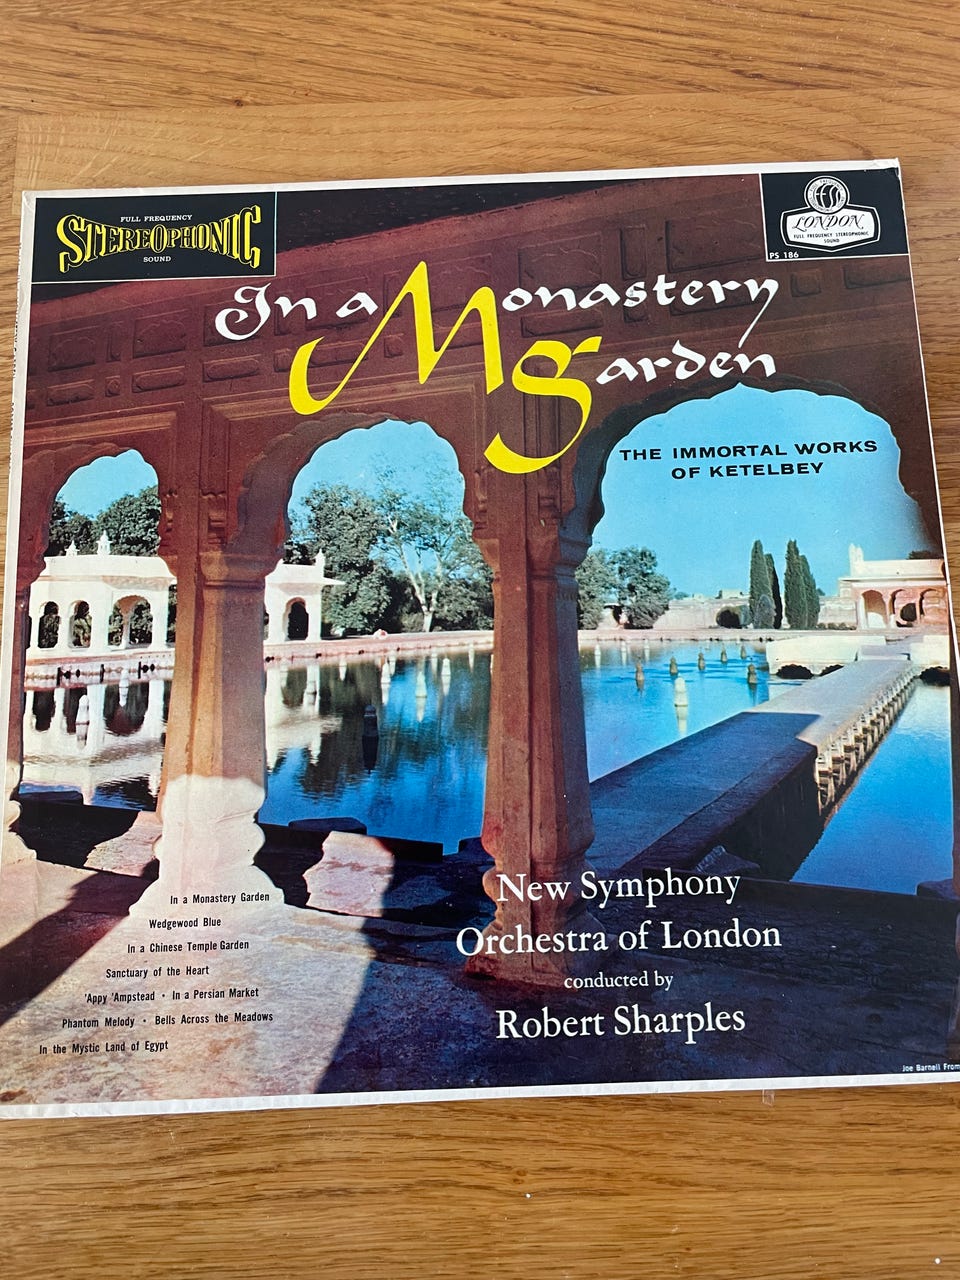 FULL FREQUENCY
STEREOPHONIC
SOUND
LONDON
FULL FREQUENCY STEREOPHONIC
SOUND
PS 186
In a Monastery
Garden
THE IMMORTAL WORKS
OF KETELBEY
In a Monastery Garden
Wedgewood Blue
In a Chinese Temple Garden
Sanctuary of the Heart
'Appy 'Ampstead • In a Persian Market
Phantom Melody • Bells Across the Meadows
In the Mystic Land of Egypt
New Symphony
Orchestra of London
conducted by
Robert Sharples
Joe Barnell From